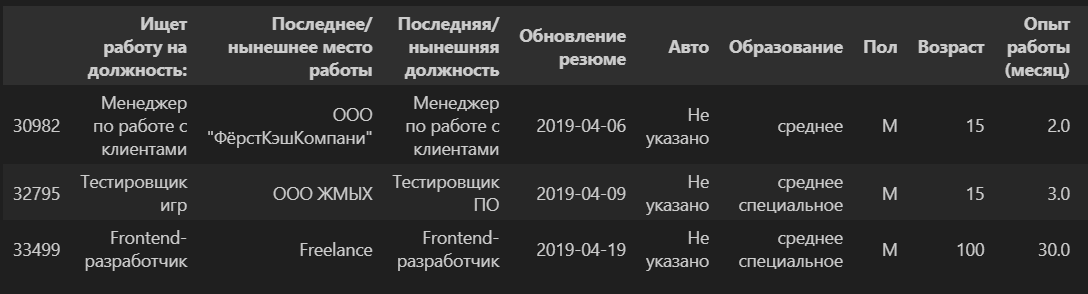 Ищет работу на должность: Последнее/ нынешнее место работы Последняя/ нынешняя должность Обновление резюме Авто Образование Пол Возраст Опыт работы (месяц)
30982 Менеджер по работе с клиентами ООО "ФёрстКэшКомпани" Менеджер по работе с клиентами 2019-04-06 Не указано среднее М 15 2.0
32795 Тестировщик игр ООО ЖМЫХ Тестировщик ПО 2019-04-09 Не указано среднее специальное М 15 3.0
33499 Frontend-разработчик Freelance Frontend-разработчик 2019-04-19 Не указано среднее специальное М 100 30.0